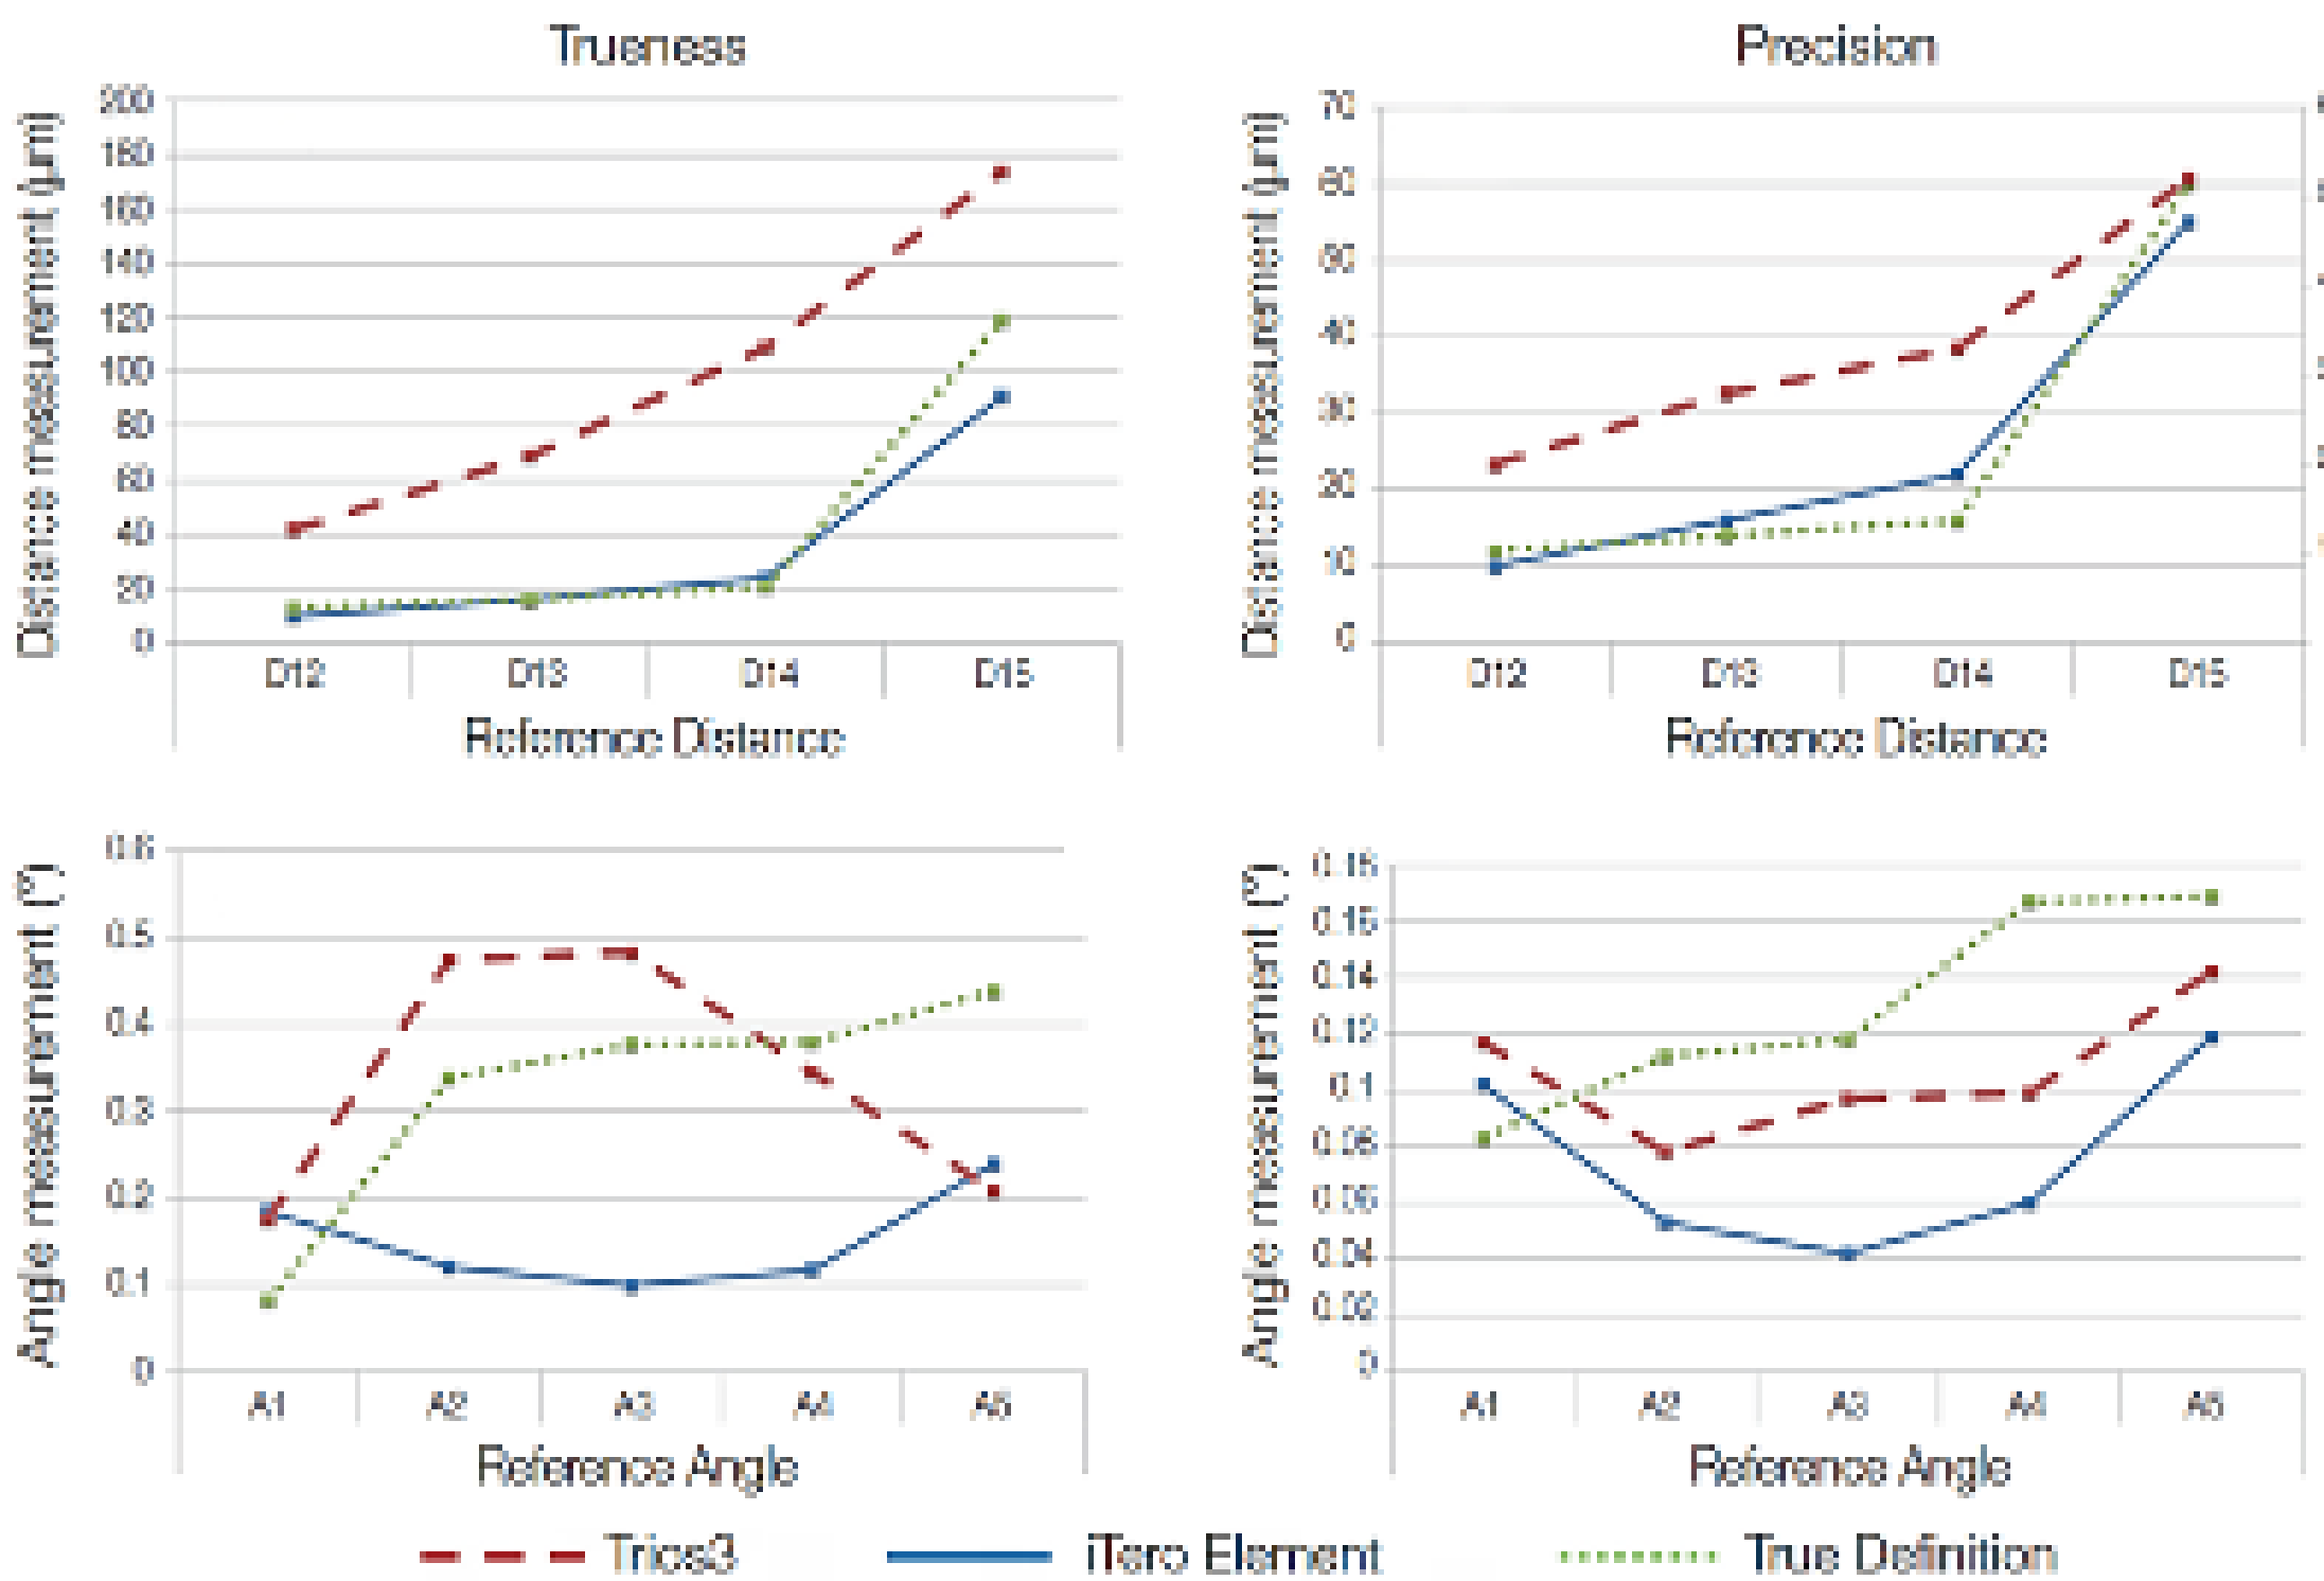 Trueness
Distance measurement (µm)
200
180
160
140
120
100
80
60
40
20
0
D12 D13 D14 D15
Reference Distance
Precision
Distance measurement (µm)
70
60
50
40
30
20
10
0
D12 D13 D14 D15
Reference Distance
Angle measurement (°)
0.6
0.5
0.4
0.3
0.2
0.1
0
A1 A2 A3 A4 A5
Reference Angle
Angle measurement (°)
0.18
0.16
0.14
0.12
0.1
0.08
0.06
0.04
0.02
0
A1 A2 A3 A4 A5
Reference Angle
Trios3 iTero Element True Definition